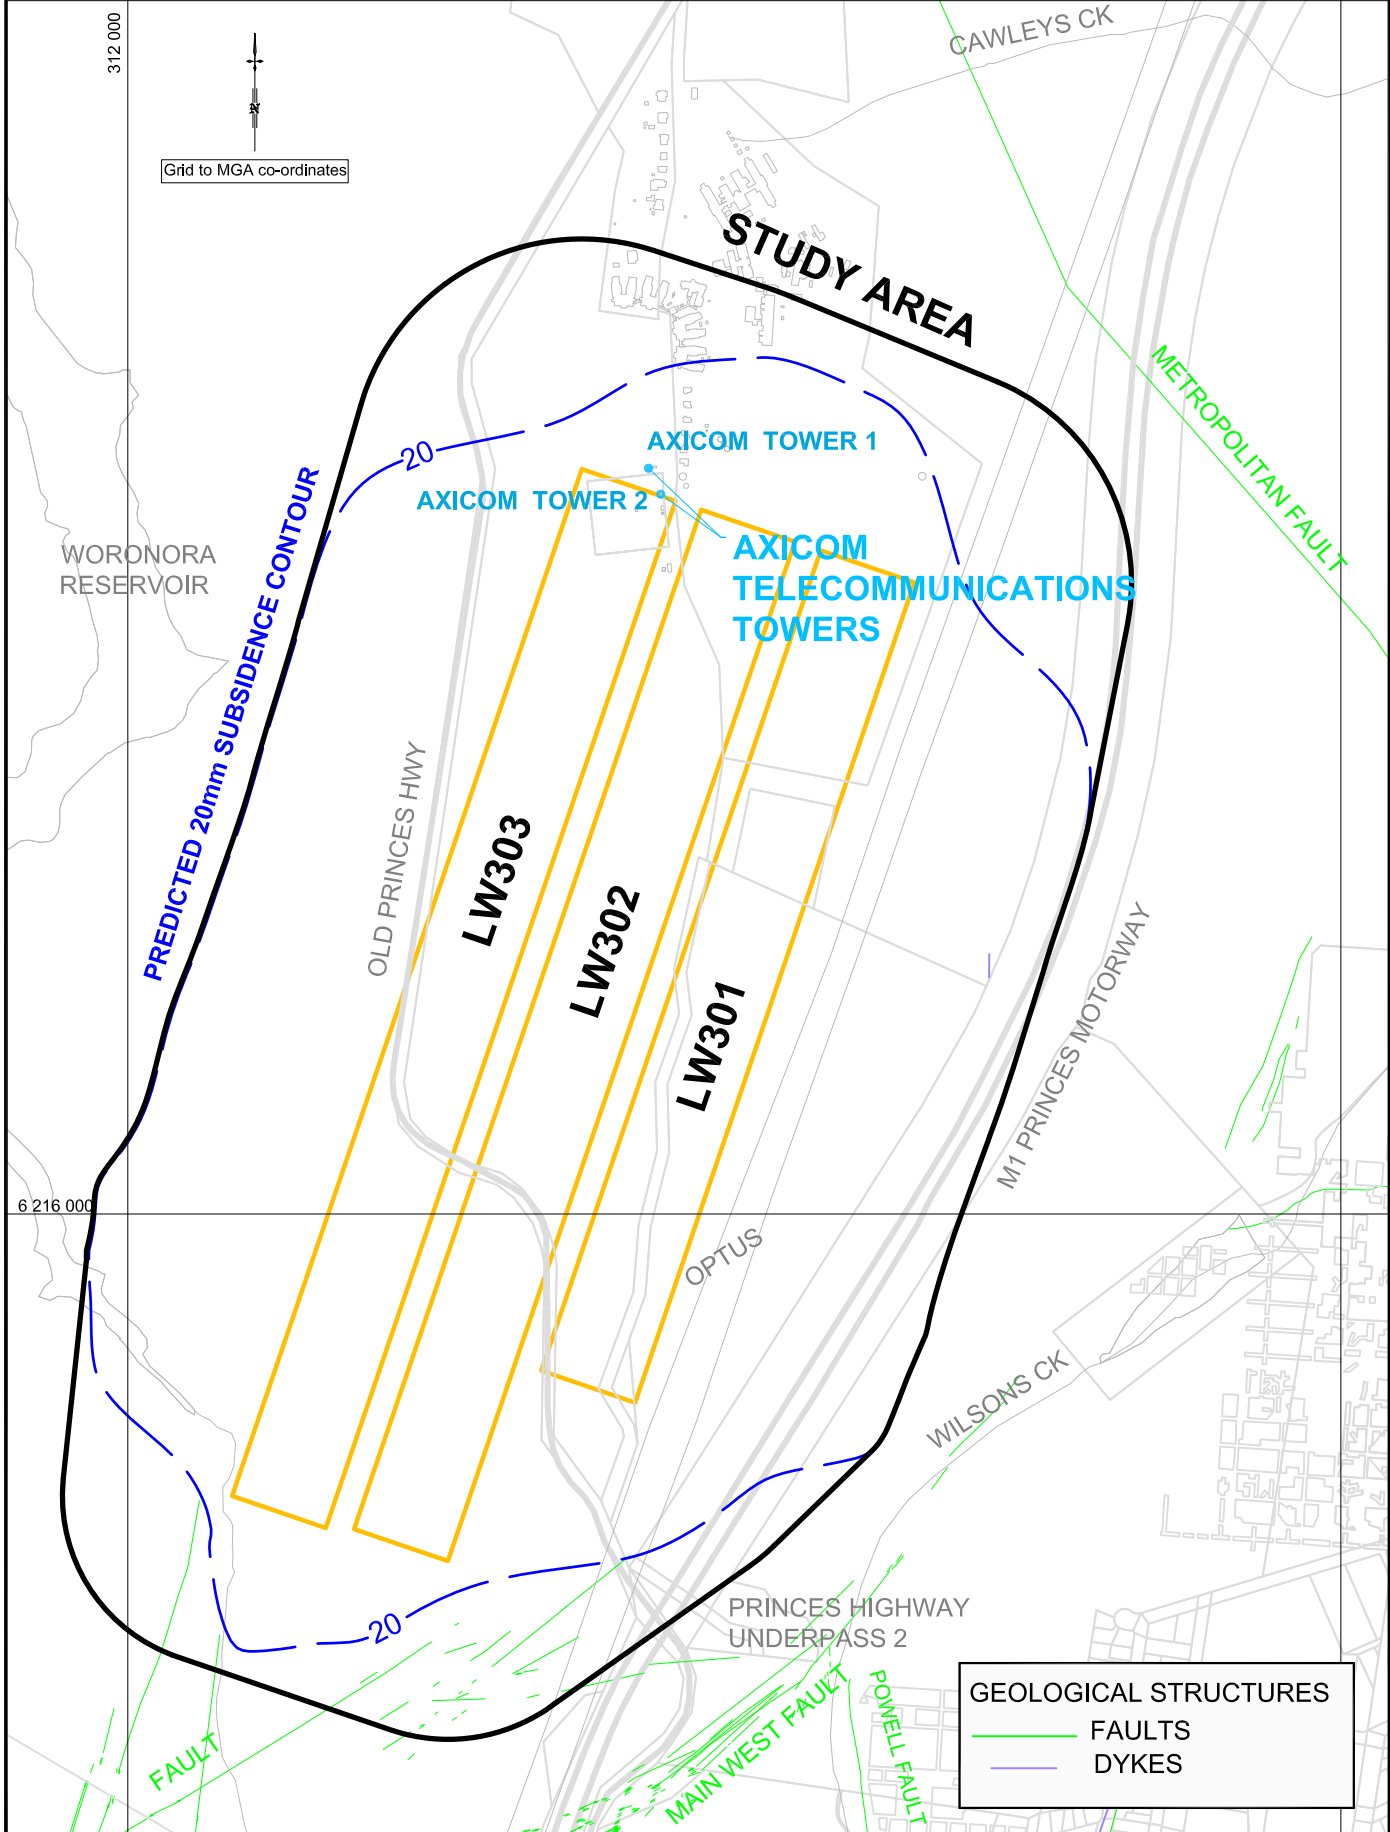 312 000
CAWLEYS CK
N
Grid to MGA co-ordinates
STUDY AREA
METROPOLITAN FAULT
20
AXICOM TOWER 1
AXICOM TOWER 2
AXICOM
TELECOMMUNICATIONS
TOWERS
WORONORA
RESERVOIR
PREDICTED 20mm SUBSIDENCE CONTOUR
OLD PRINCES HWY
LW303
LW302
LW301
M1 PRINCES MOTORWAY
6 216 000
OPTUS
WILSONS CK
20
PRINCES HIGHWAY
UNDERPASS 2
FAULT
MAIN WEST FAULT
POWELL FAULT
GEOLOGICAL STRUCTURES
FAULTS
DYKES